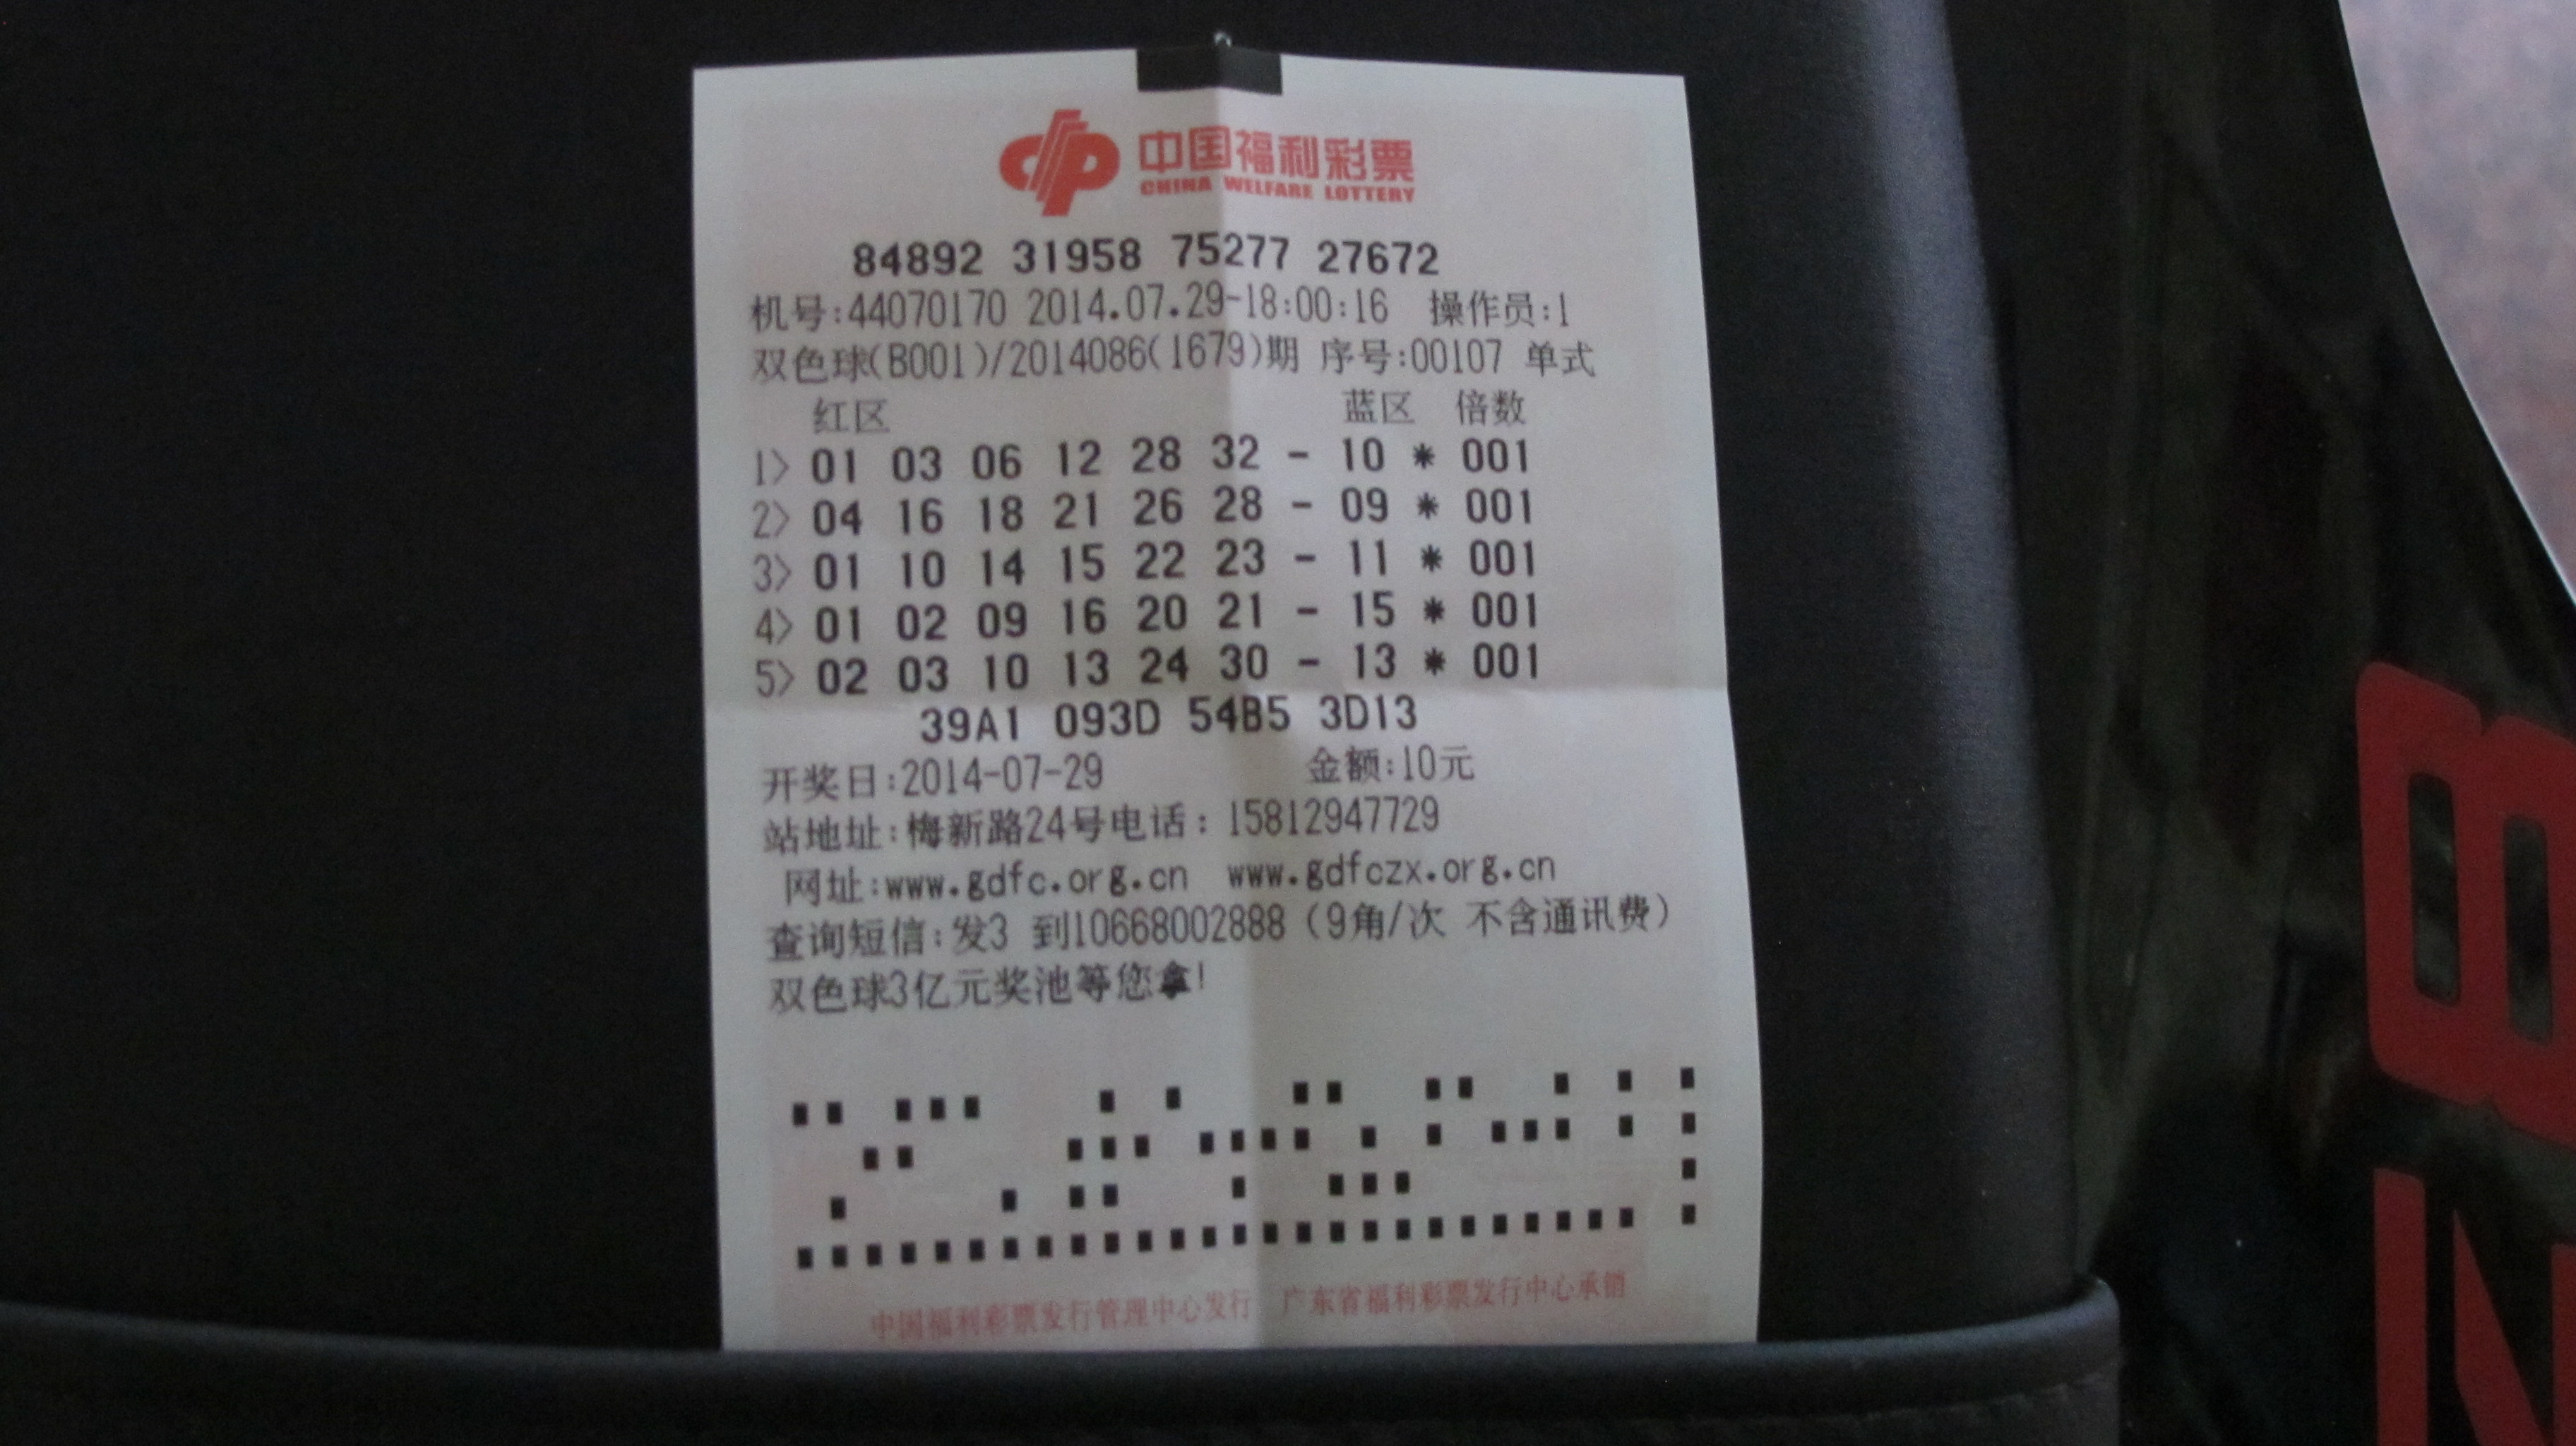 中国福利彩票
CHINA WELFARE LOTTERY
84892 31958 75277 27672
机号:44070170 2014.07.29-18:00:16 操作员:1
双色球(B001)/2014086(1679)期 序号:00107 单式
红区 蓝区 倍数
1> 01 03 06 12 28 32 - 10 * 001
2> 04 16 18 21 26 28 - 09 * 001
3> 01 10 14 15 22 23 - 11 * 001
4> 01 02 09 16 20 21 - 15 * 001
5> 02 03 10 13 24 30 - 13 * 001
39A1 093D 54B5 3D13
开奖日:2014-07-29 金额:10元
站地址:梅新路24号电话: 15812947729
网址:www.gdfc.org.cn www.gdfczx.org.cn
查询短信:发3 到10668002888(9角/次 不含通讯费)
双色球3亿元奖池等您拿!
中国福利彩票发行管理中心发行 广东省福利彩票发行中心承销